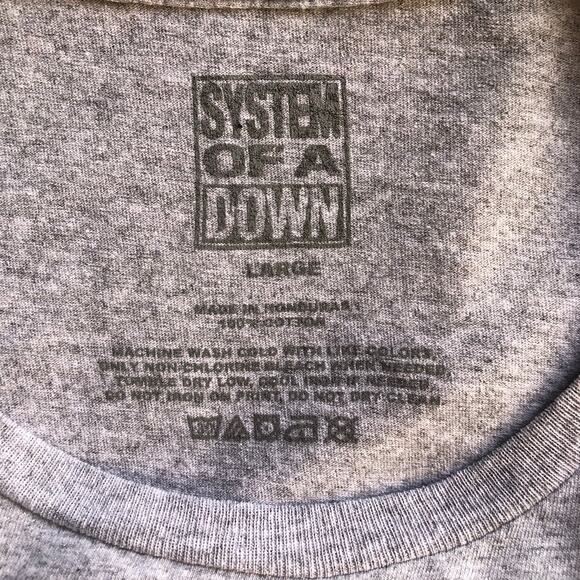 SYSTEM
OF A
DOWN
LARGE
MADE IN HONDURAS
100% COTTON
MACHINE WASH COLD WITH LIKE COLORS,
ONLY NON-CHLORINE BLEACH WHEN NEEDED,
TUMBLE DRY LOW, COOL IRON IF NEEDED,
DO NOT IRON ON PRINT, DO NOT DRY CLEAN